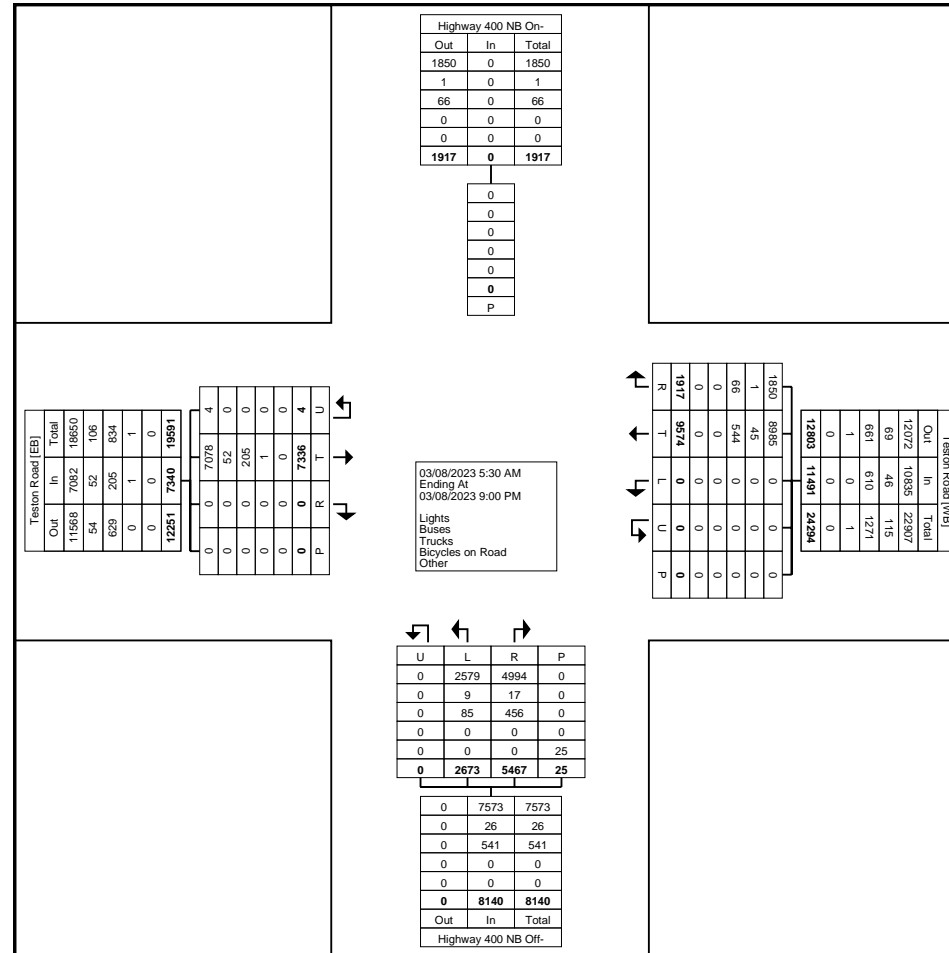 Highway 400 NB On-
Out In Total
1850 0 1850
1 0 1
66 0 66
0 0 0
0 0 0
1917 0 1917
0
0
0
0
0
0
P
Teston Road [EB]
Total In Out
18650 7082 11568
106 52 54
834 205 629
1 1 0
0 0 0
19591 7340 12251
4 7078 0 0
0 52 0 0
0 205 0 0
0 1 0 0
0 0 0 0
4 7336 0 0
U T R P
03/08/2023 5:30 AM
Ending At
03/08/2023 9:00 PM
Lights
Buses
Trucks
Bicycles on Road
Other
R T L U P
1917 9574 0 0 0
0 0 0 0 0
0 0 0 0 0
66 544 0 0 0
1 45 0 0 0
1850 8985 0 0 0
Teston Road [WB]
Out In Total
12072 10835 22907
69 46 115
661 610 1271
1 0 1
0 0 0
12803 11491 24294
U L R P
0 2579 4994 0
0 9 17 0
0 85 456 0
0 0 0 0
0 0 0 25
0 2673 5467 25
0 7573 7573
0 26 26
0 541 541
0 0 0
0 0 0
0 8140 8140
Out In Total
Highway 400 NB Off-